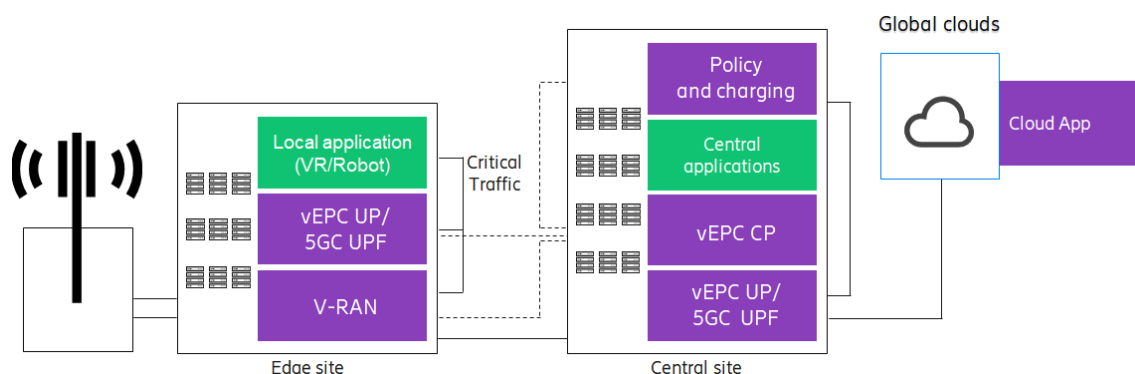 Global clouds
Policy
and charging
Cloud App
Local application
(VR/Robot)
Critical
Traffic
Central
applications
vEPC UP/
5GC UPF
vEPC CP
V-RAN
vEPC UP/
5GC UPF
Edge site
Central site